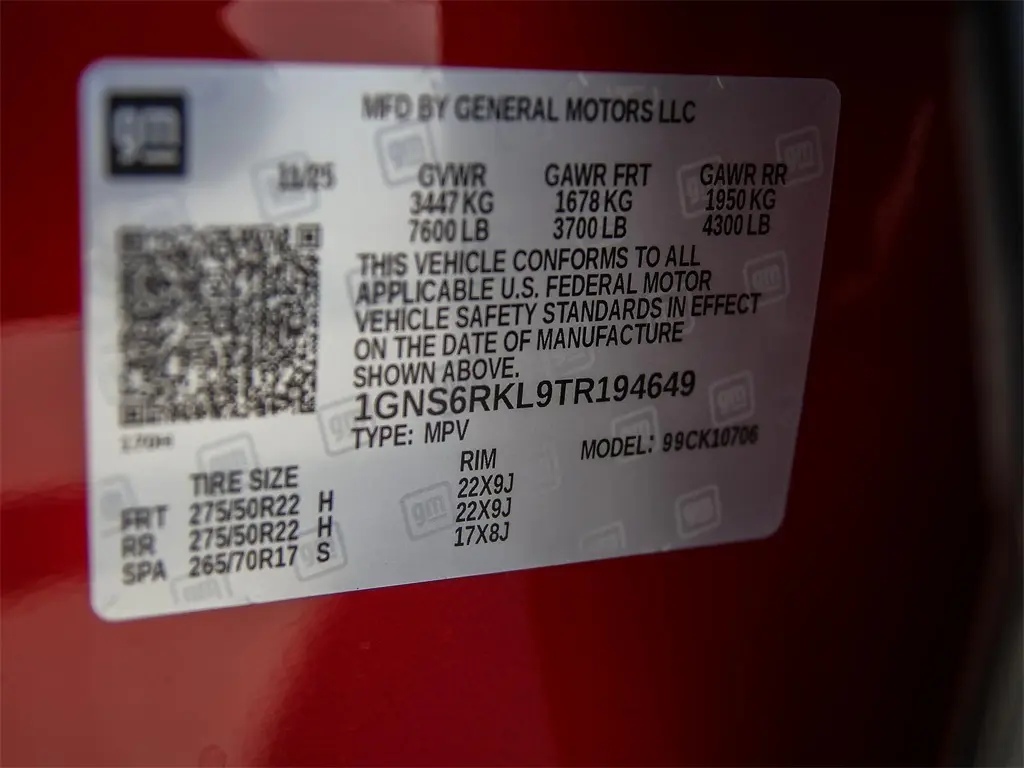 gm
MFD BY GENERAL MOTORS LLC
11/25 GVWR GAWR FRT GAWR RR
3447 KG 1678 KG 1950 KG
7600 LB 3700 LB 4300 LB
THIS VEHICLE CONFORMS TO ALL
APPLICABLE U.S. FEDERAL MOTOR
VEHICLE SAFETY STANDARDS IN EFFECT
ON THE DATE OF MANUFACTURE
SHOWN ABOVE.
1GNS6RKL9TR194649
TYPE: MPV MODEL: 99CK10706
TIRE SIZE RIM
FRT 275/50R22 H 22X9J
RR 275/50R22 H 22X9J
SPA 265/70R17 S 17X8J